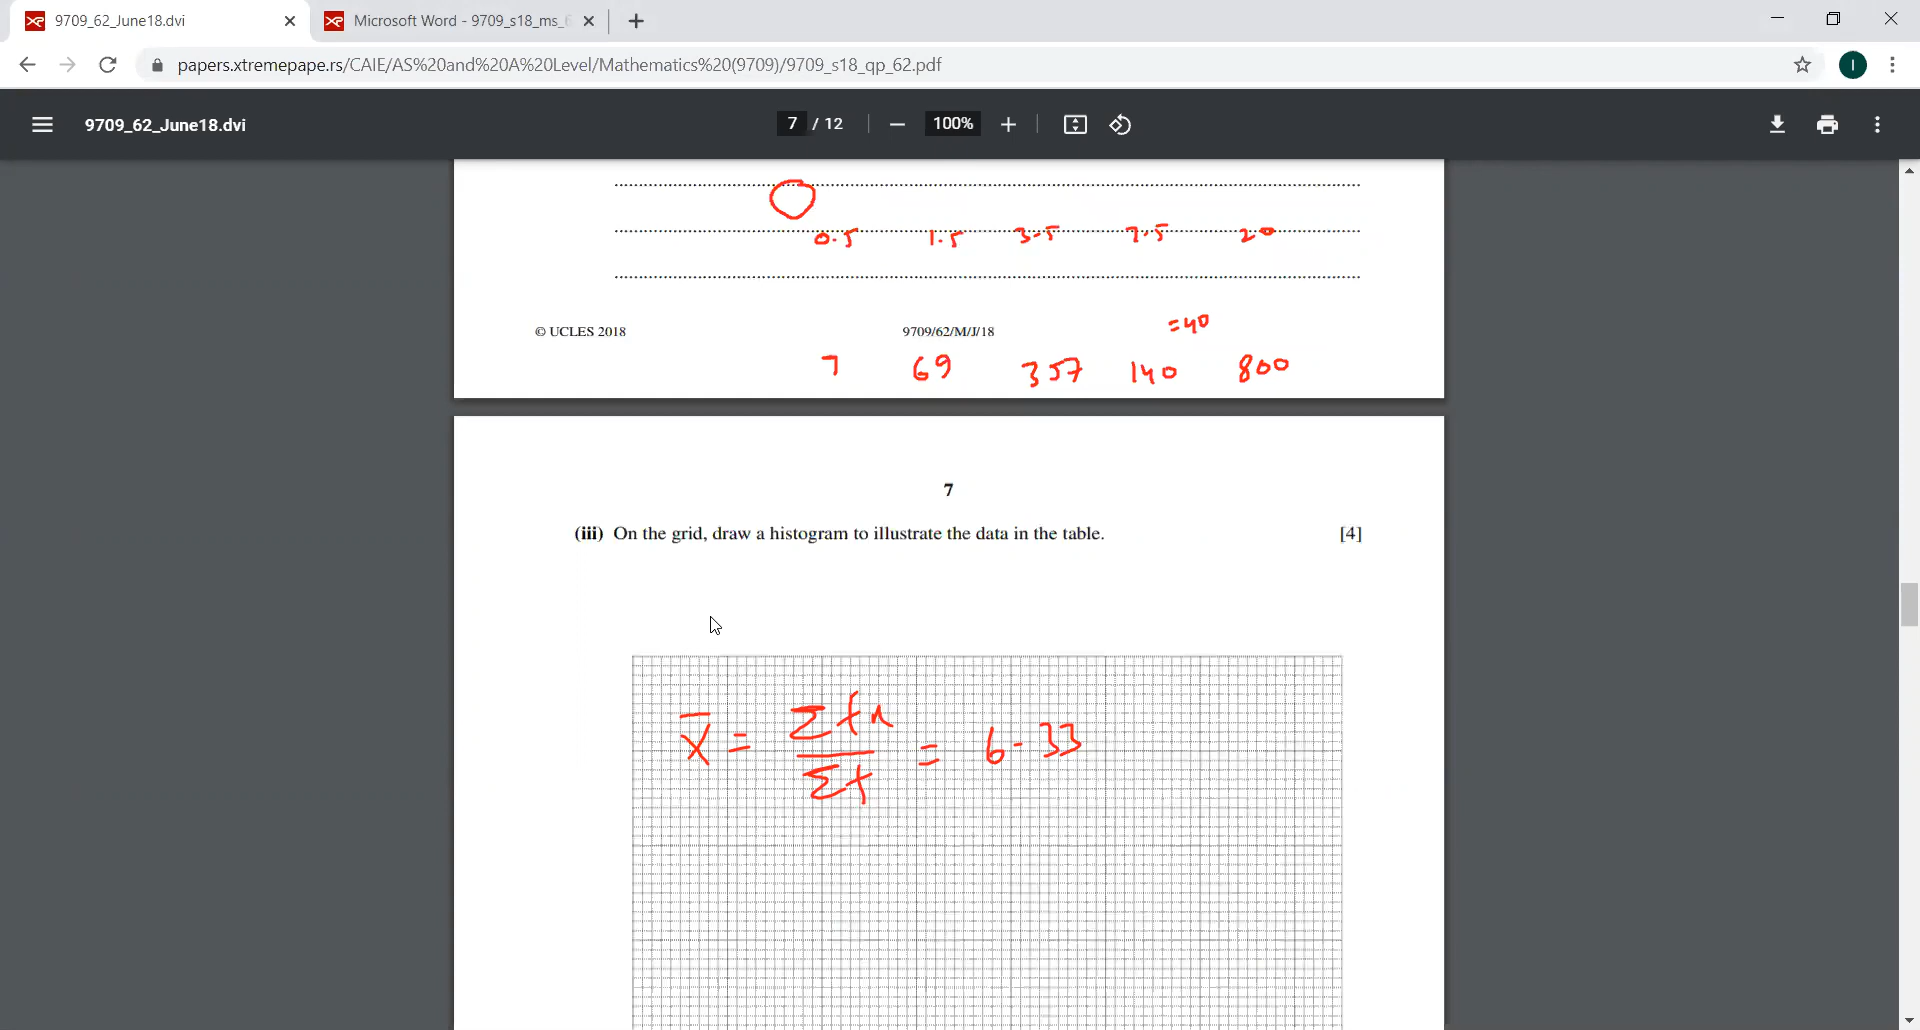 9709_62_June18.dvi
Microsoft Word - 9709_s18_ms_6
papers.xtremepape.rs/CAIE/AS%20and%20A%20Level/Mathematics%20(9709)/9709_s18_qp_62.pdf
I
9709_62_June18.dvi
7 / 12
100%
0.5 1.5 3.5 7.5 20
© UCLES 2018
9709/62/M/J/18
=40
7 69 357 140 800
7
(iii) On the grid, draw a histogram to illustrate the data in the table. [4]
x̄ = Σfx / Σf = 6.33